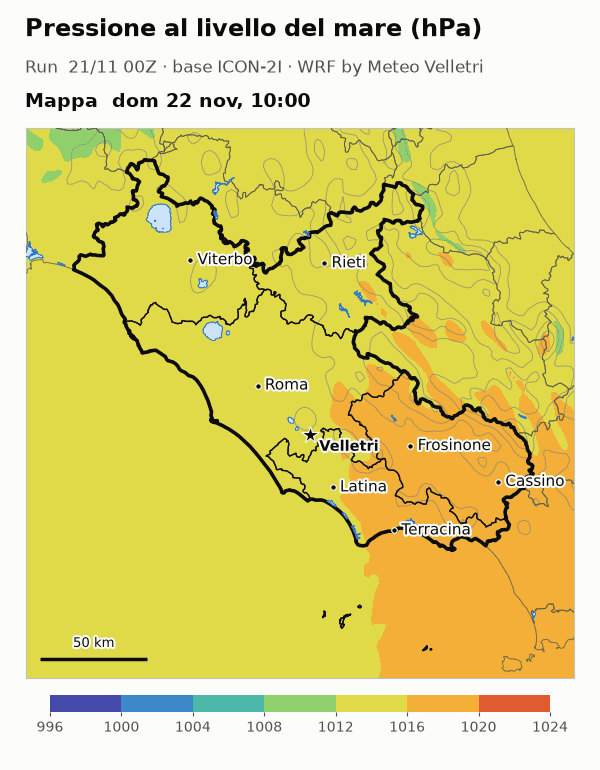 Pressione al livello del mare (hPa)
Run  21/11 00Z · base ICON-2I · WRF by Meteo Velletri
Mappa  dom 22 nov, 10:00
Viterbo
Rieti
Roma
Velletri
Frosinone
Latina
Cassino
Terracina
50 km
996 1000 1004 1008 1012 1016 1020 1024